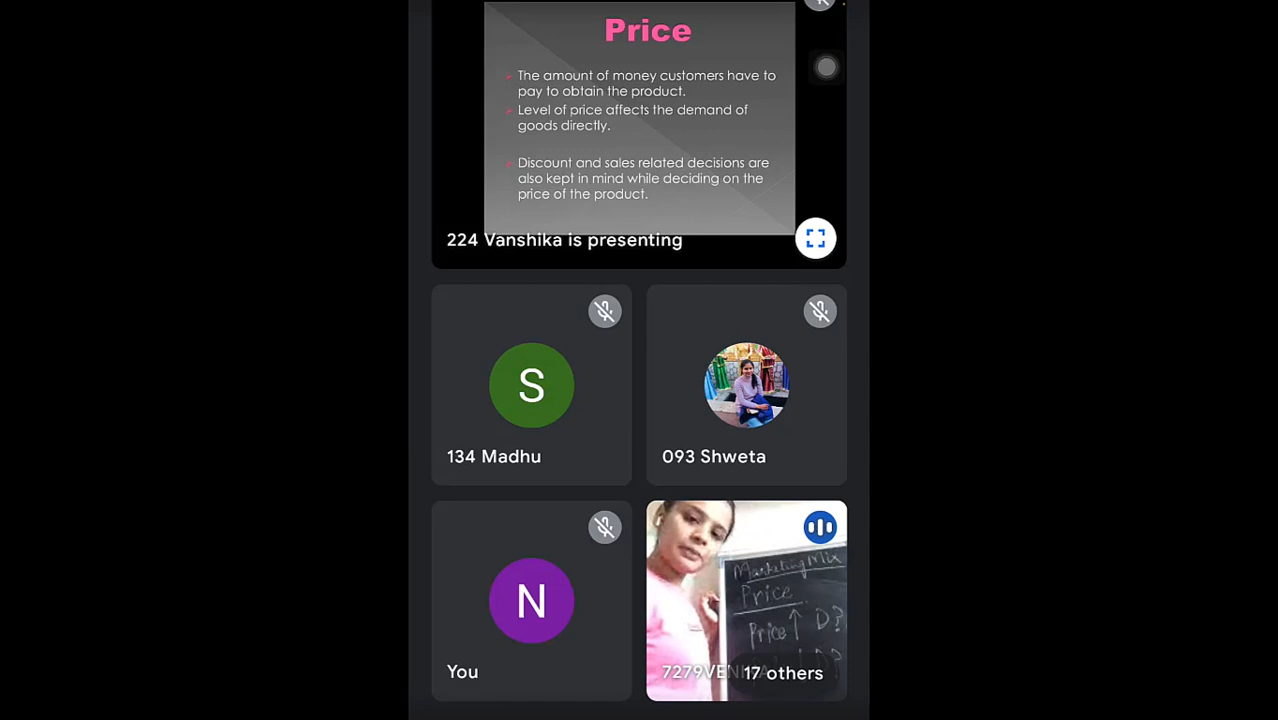 Price
The amount of money customers have to
pay to obtain the product.
Level of price affects the demand of
goods directly.
Discount and sales related decisions are
also kept in mind while deciding on the
price of the product.
224 Vanshika is presenting
S
134 Madhu
093 Shweta
N
You
Marketing Mix
Price
Price ↑ D?
D?
17 others